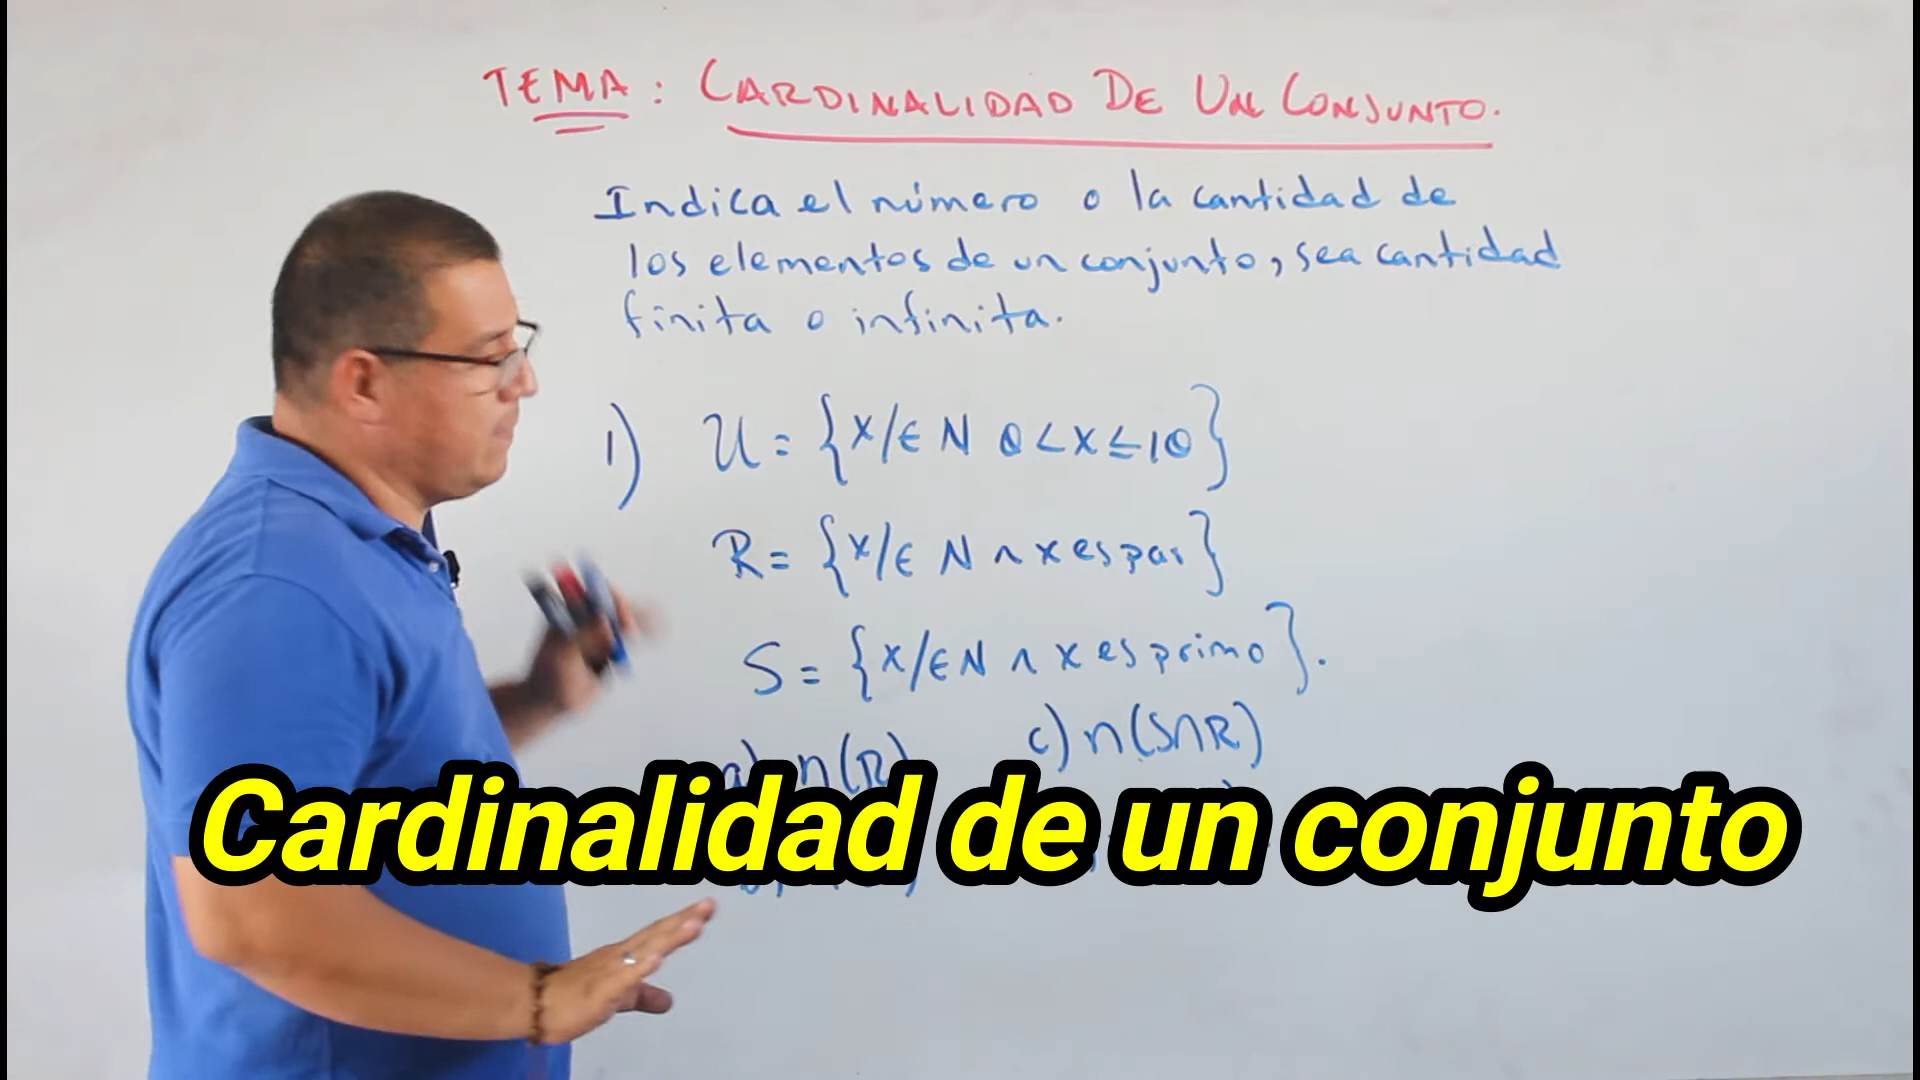 TEMA: CARDINALIDAD DE UN CONJUNTO.
Indica el número o la cantidad de
los elementos de un conjunto, sea cantidad
finita o infinita.
1) U = {x/∈ N 0<x≤10}
R= {x/∈ N ∧ x es par}
S= {x/∈N ∧ x es primo}.
a) n(R) c) n(S∩R)
Cardinalidad de un conjunto